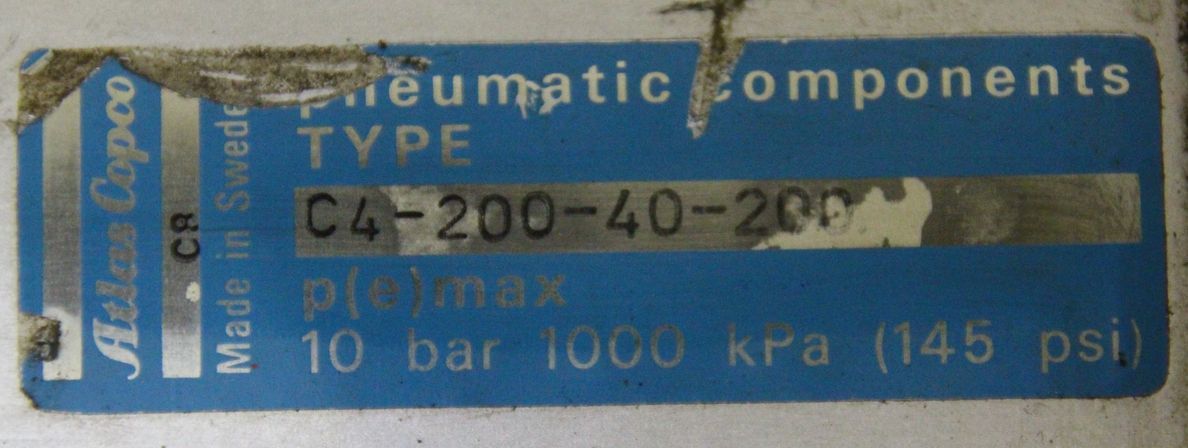 Atlas Copco
C8
Made in Sweden
pneumatic components
TYPE
C4-200-40-200
p(e)max
10 bar 1000 kPa (145 psi)